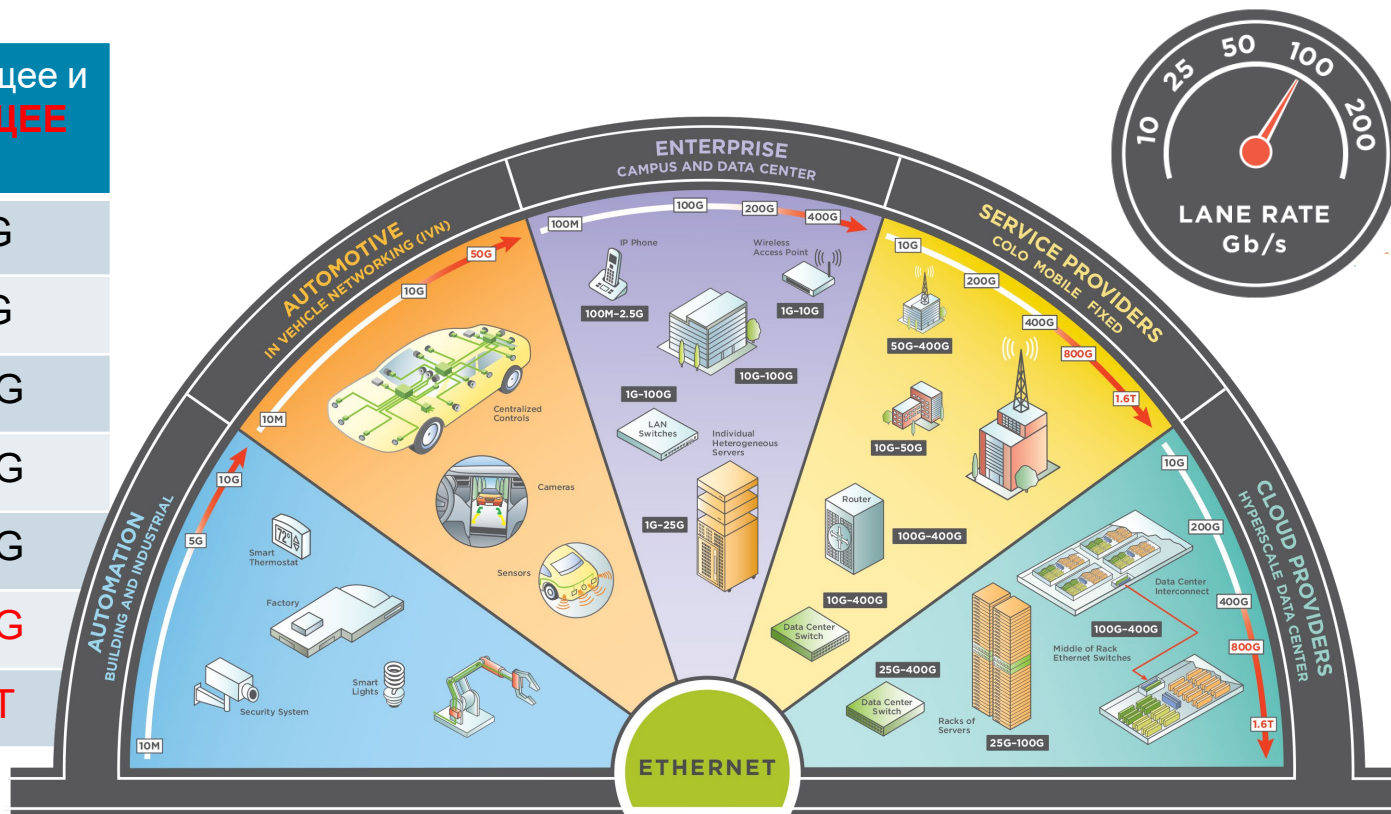 щее и
ЩЕЕ
G
G
G
G
G
G
T
10
25
50
100
200
LANE RATE
Gb/s
AUTOMATION
BUILDING AND INDUSTRIAL
10M
5G
10G
Smart
Thermostat
Factory
Security System
Smart
Lights
AUTOMOTIVE
IN VEHICLE NETWORKING (IVN)
10M
10G
50G
Centralized
Controls
Cameras
Sensors
ENTERPRISE
CAMPUS AND DATA CENTER
100M
100G
200G
400G
IP Phone
100M–2.5G
Wireless
Access Point
1G–10G
10G–100G
1G–100G
LAN
Switches
Individual
Heterogeneous
Servers
1G–25G
SERVICE PROVIDERS
COLO MOBILE FIXED
10G
200G
400G
800G
1.6T
50G–400G
10G–50G
Router
100G–400G
10G–400G
Data Center
Switch
CLOUD PROVIDERS
HYPERSCALE DATA CENTER
10G
200G
400G
800G
1.6T
Data Center
Interconnect
100G–400G
Middle of Rack
Ethernet Switches
25G–400G
Data Center
Switch
Racks of
Servers
25G–100G
ETHERNET